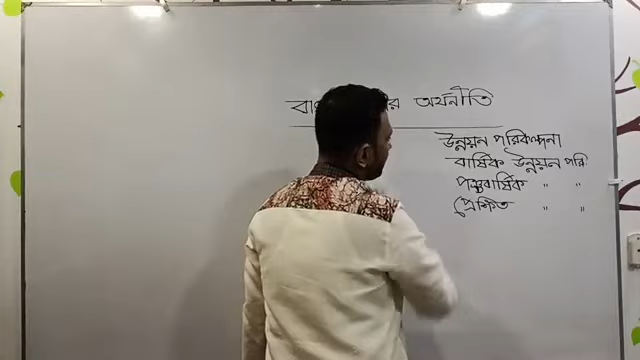 অর্থনীতি
উন্নয়ন পরিকল্পনা
বার্ষিক উন্নয়ন পরি
পঞ্চবার্ষিক " "
প্রেক্ষিত " "